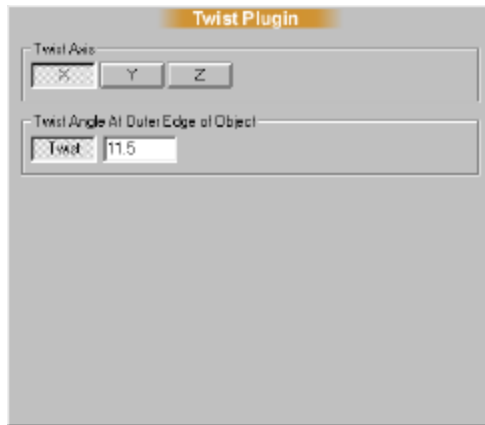 Twist Plugin
Twist Axis
X Y Z
Twist Angle At Outer Edge of Object
Twist 11.5